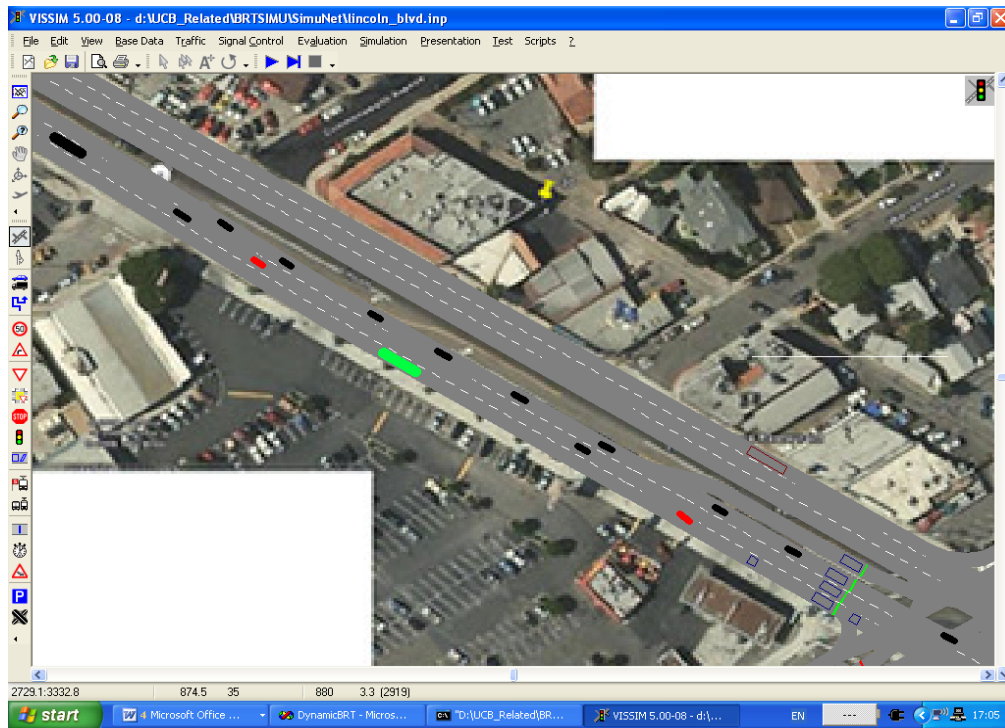 VISSIM 5.00-08 - d:\UCB_Related\BRTSIMU\SimuNet\lincoln_blvd.inp
File Edit View Base Data Traffic Signal Control Evaluation Simulation Presentation Test Scripts ?
50
STOP
P
2729.1:3332.8 874.5 35 880 3.3 (2919)
start 4 Microsoft Office ... DynamicBRT - Micros... "D:\UCB_Related\BR... VISSIM 5.00-08 - d:\... EN --- 17:05